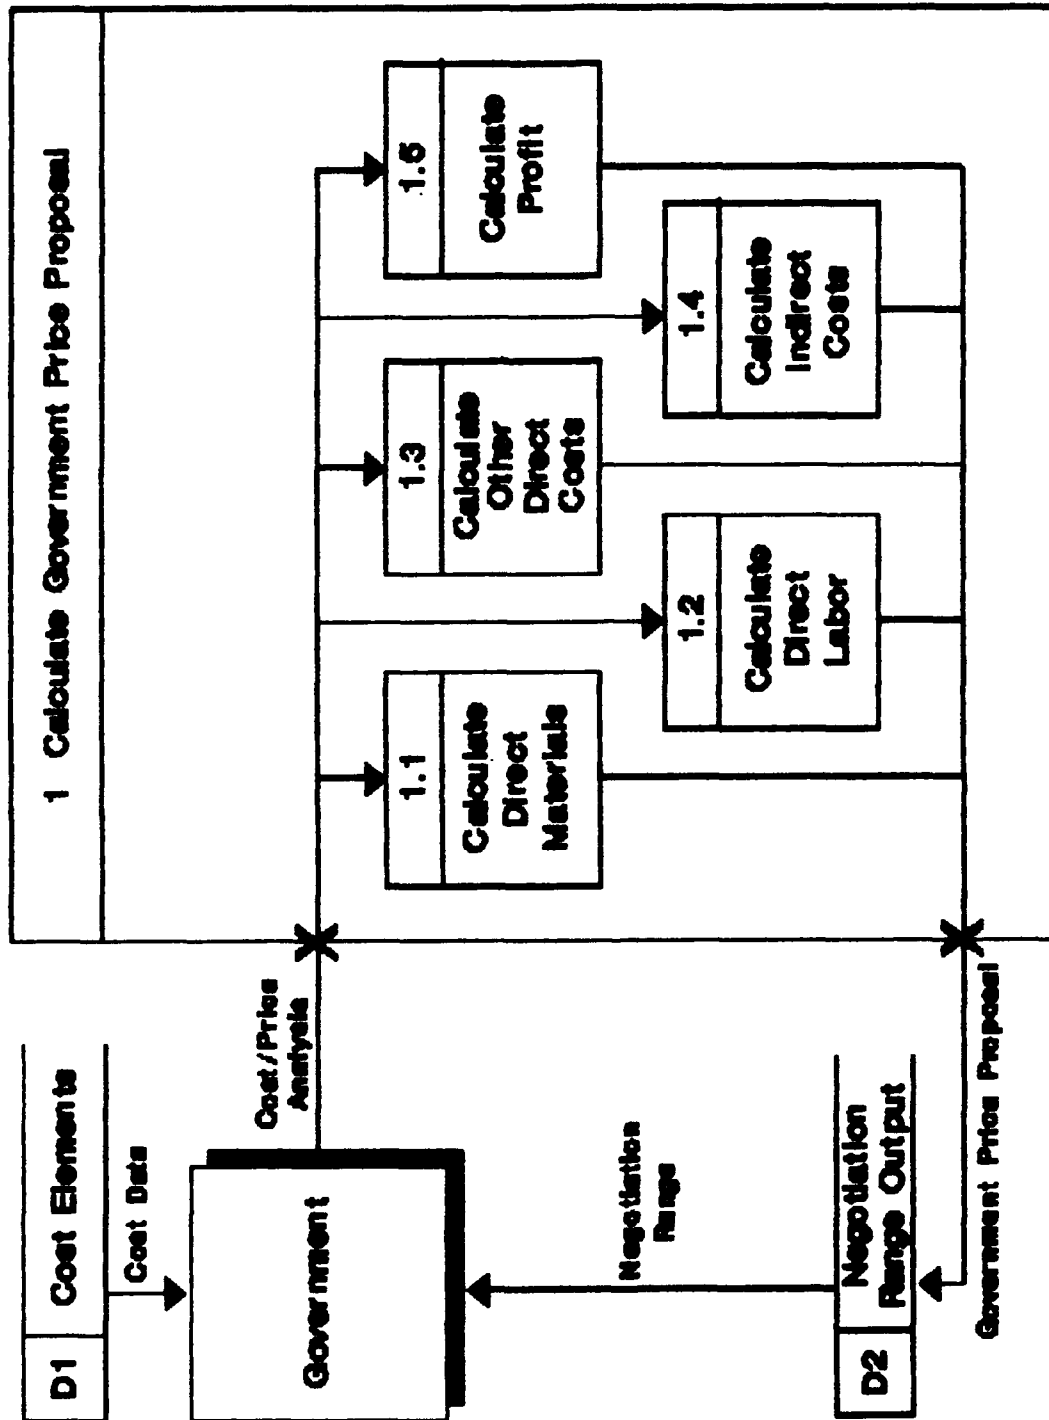 1 Calculate Government Price Proposal
D1 Cost Elements
Cost Data
Government
Cost/Price
Analysis
Negotiation
Range
D2 Negotiation
Range Output
Government Price Proposal
1.1
Calculate
Direct
Materials
1.2
Calculate
Direct
Labor
1.3
Calculate
Other
Direct
Costs
1.4
Calculate
Indirect
Costs
1.5
Calculate
Profit